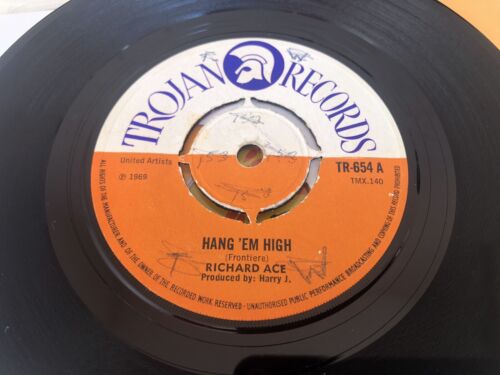 TROJAN RECORDS
United Artists
℗ 1969
TR-654 A
TMX.140
HANG 'EM HIGH
(Frontiere)
RICHARD ACE
Produced by: Harry J.
ALL RIGHTS OF THE MANUFACTURER AND OF THE OWNER OF THE RECORDED WORK RESERVED - UNAUTHORISED PUBLIC PERFORMANCE BROADCASTING AND COPYING OF THIS RECORD PROHIBITED